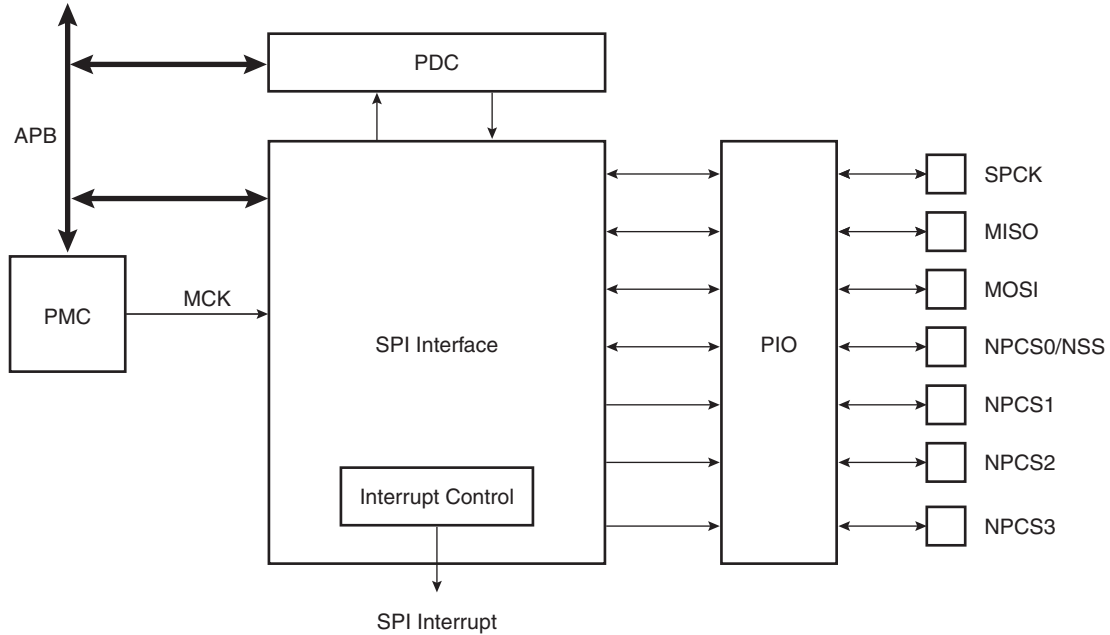 PDC
APB
SPCK
MISO
MOSI
NPCS0/NSS
NPCS1
NPCS2
NPCS3
PMC
MCK
SPI Interface
PIO
Interrupt Control
SPI Interrupt